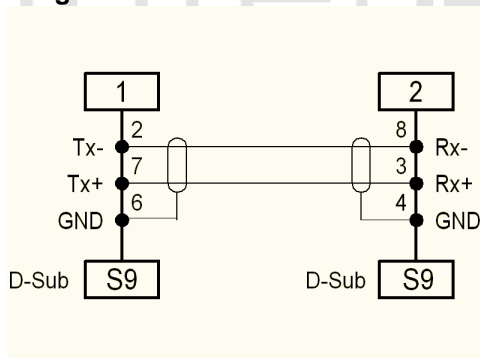 1 2
2 8
Tx- Rx-
7 3
Tx+ Rx+
6 4
GND GND
D-Sub S9 D-Sub S9